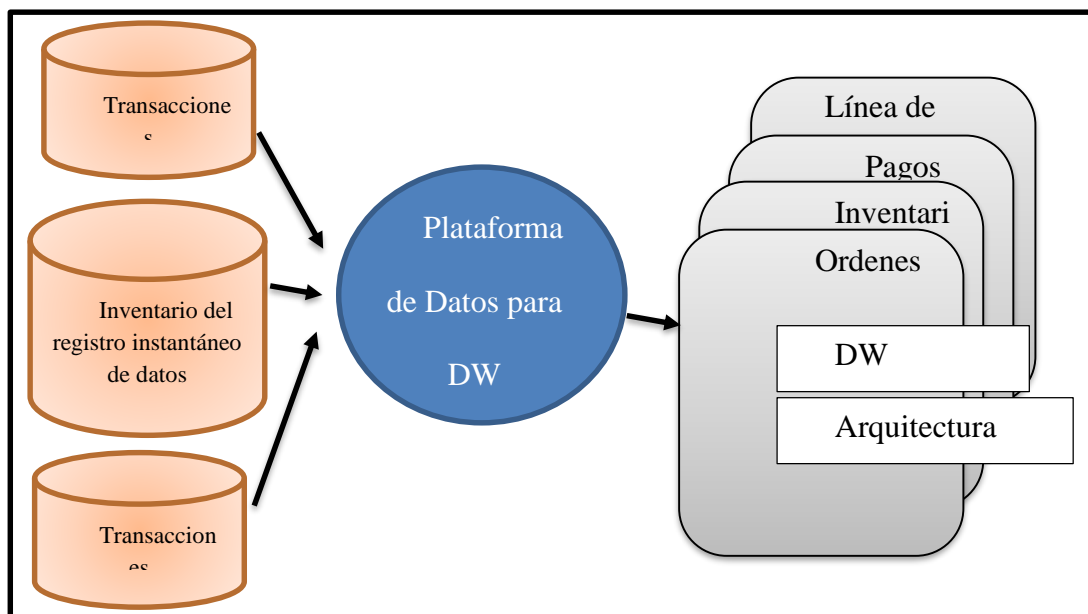 Transaccione
s
Inventario del
registro instantáneo
de datos
Transaccion
es
Plataforma
de Datos para
DW
Línea de
Pagos
Inventari
Ordenes
DW
Arquitectura